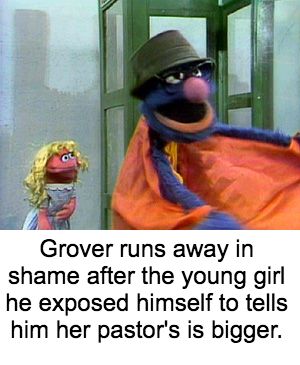 Grover runs away in
shame after the young girl
he exposed himself to tells
him her pastor's is bigger.